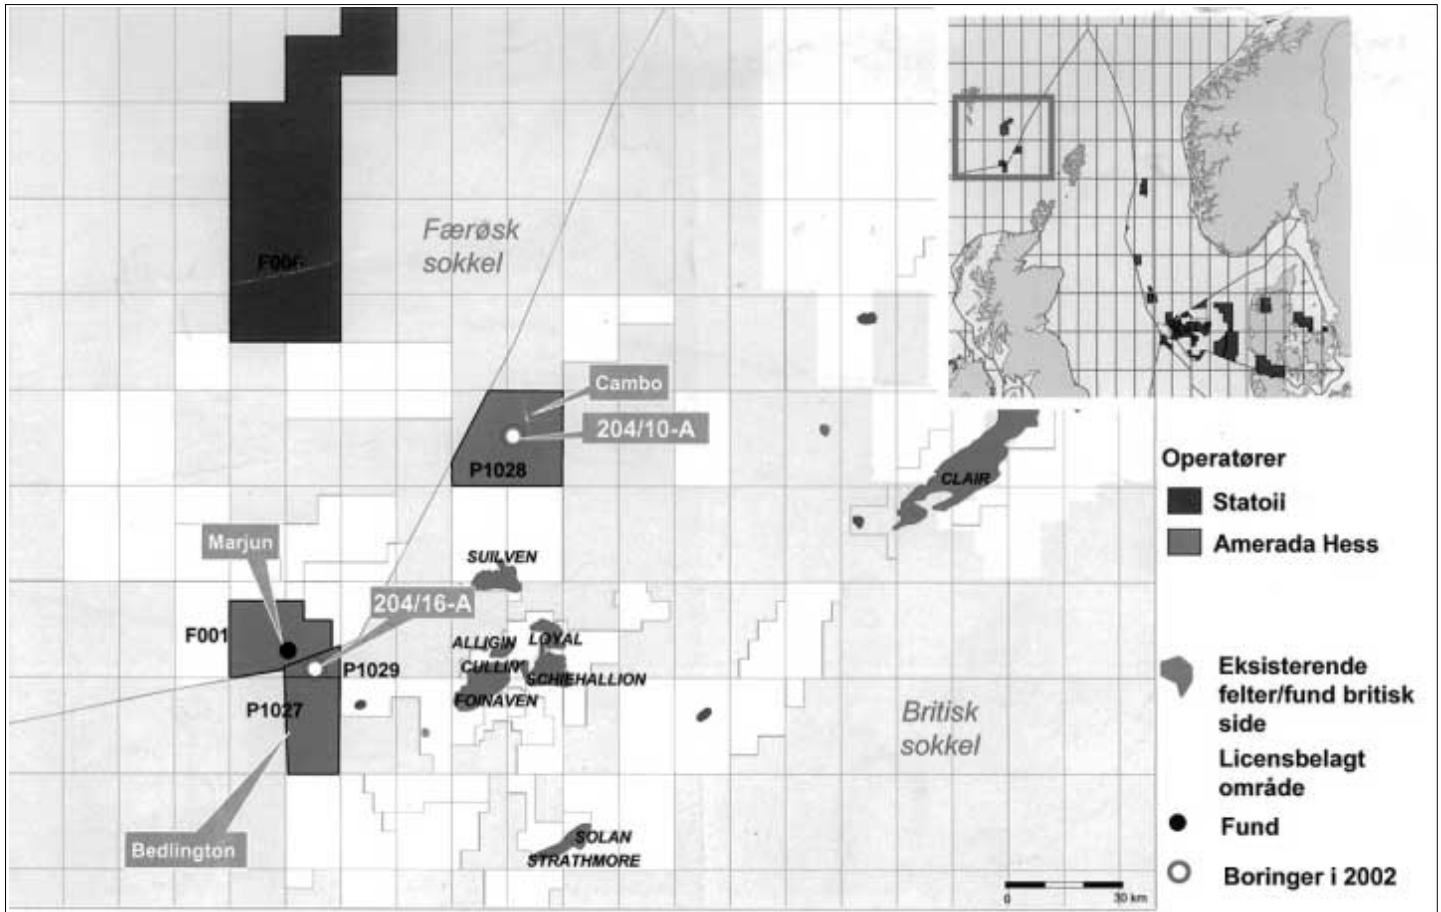 F006
Færøsk
sokkel
Cambo
204/10-A
P1028
CLAIR
Operatører
Statoil
Amerada Hess
Marjun
SUILVEN
204/16-A
F001
ALLIGIN
LOYAL
CULLIN
P1029
SCHIEHALLION
FOINAVEN
P1027
Britisk
sokkel
Eksisterende
felter/fund britisk
side
Licensbelagt
område
Bedlington
SOLAN
STRATHMORE
Fund
Boringer i 2002
0 30 km